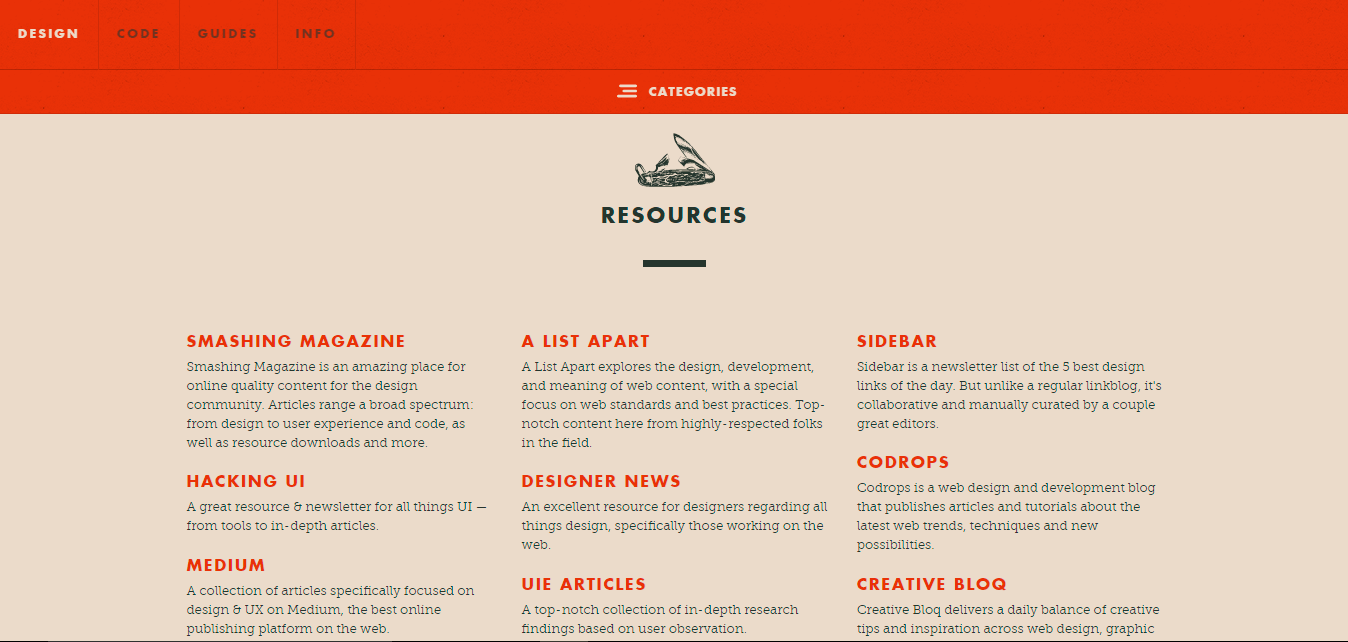 DESIGN CODE GUIDES INFO
CATEGORIES
RESOURCES
SMASHING MAGAZINE
Smashing Magazine is an amazing place for
online quality content for the design
community. Articles range a broad spectrum:
from design to user experience and code, as
well as resource downloads and more.
HACKING UI
A great resource & newsletter for all things UI —
from tools to in-depth articles.
MEDIUM
A collection of articles specifically focused on
design & UX on Medium, the best online
publishing platform on the web.
A LIST APART
A List Apart explores the design, development,
and meaning of web content, with a special
focus on web standards and best practices. Top-
notch content here from highly-respected folks
in the field.
DESIGNER NEWS
An excellent resource for designers regarding all
things design, specifically those working on the
web.
UIE ARTICLES
A top-notch collection of in-depth research
findings based on user observation.
SIDEBAR
Sidebar is a newsletter list of the 5 best design
links of the day. But unlike a regular linkblog, it's
collaborative and manually curated by a couple
great editors.
CODROPS
Codrops is a web design and development blog
that publishes articles and tutorials about the
latest web trends, techniques and new
possibilities.
CREATIVE BLOQ
Creative Bloq delivers a daily balance of creative
tips and inspiration across web design, graphic